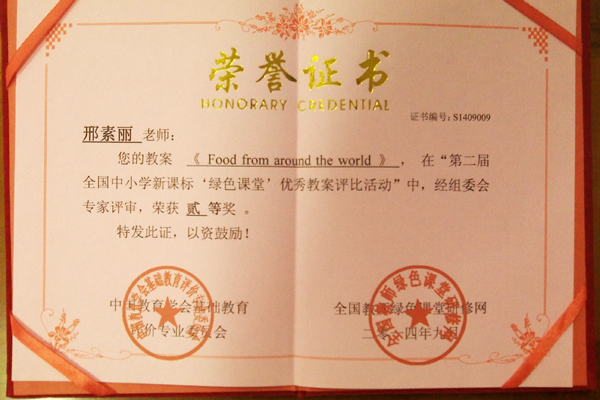 荣誉证书
HONORARY CREDENTIAL
证书编号: S1409009
邢素丽 老师:
您的教案 《 Food from around the world 》 , 在“第二届
全国中小学新课标‘绿色课堂’优秀教案评比活动”中, 经组委会
专家评审, 荣获 贰 等奖 。
特发此证, 以资鼓励!
中国教育学会基础教育
评价专业委员会
全国教师绿色课堂研修网
二〇一四年九月